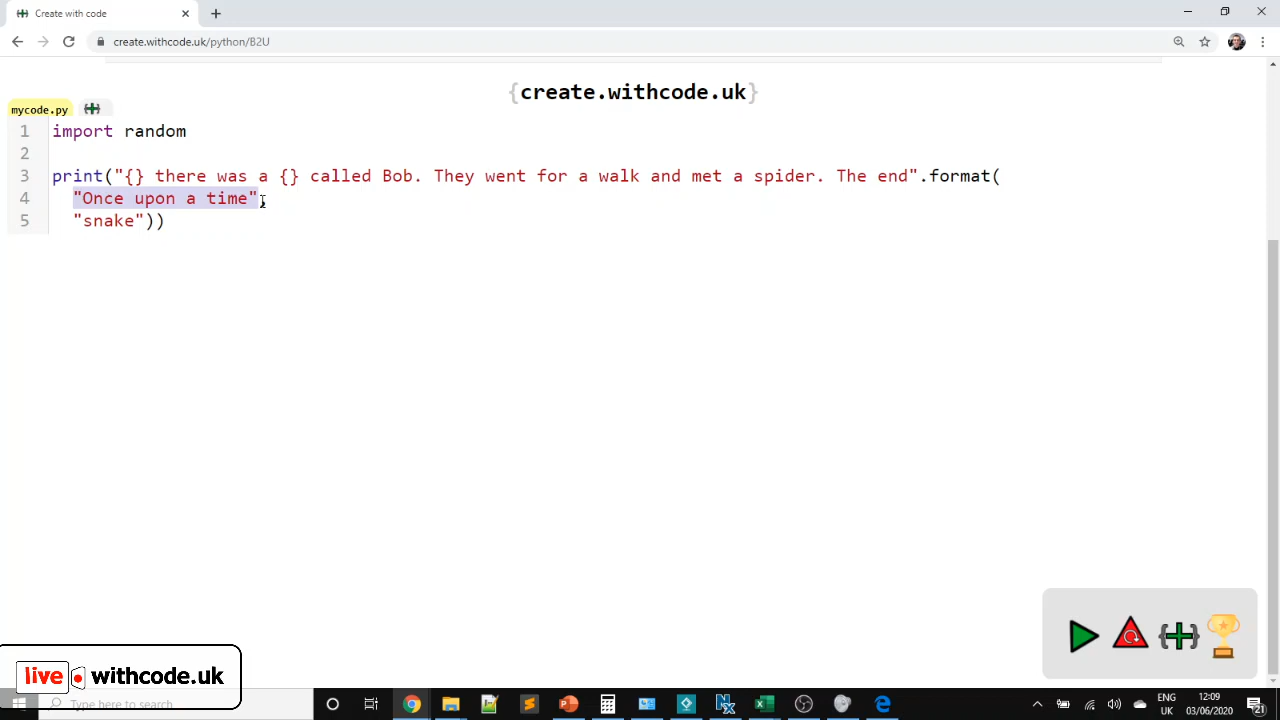 Create with code
create.withcode.uk/python/B2U
{create.withcode.uk}
mycode.py
1 import random
2
3 print("{} there was a {} called Bob. They went for a walk and met a spider. The end".format(
4 "Once upon a time",
5 "snake"))
live withcode.uk
Type here to search
ENG
UK
12:09
03/06/2020
21